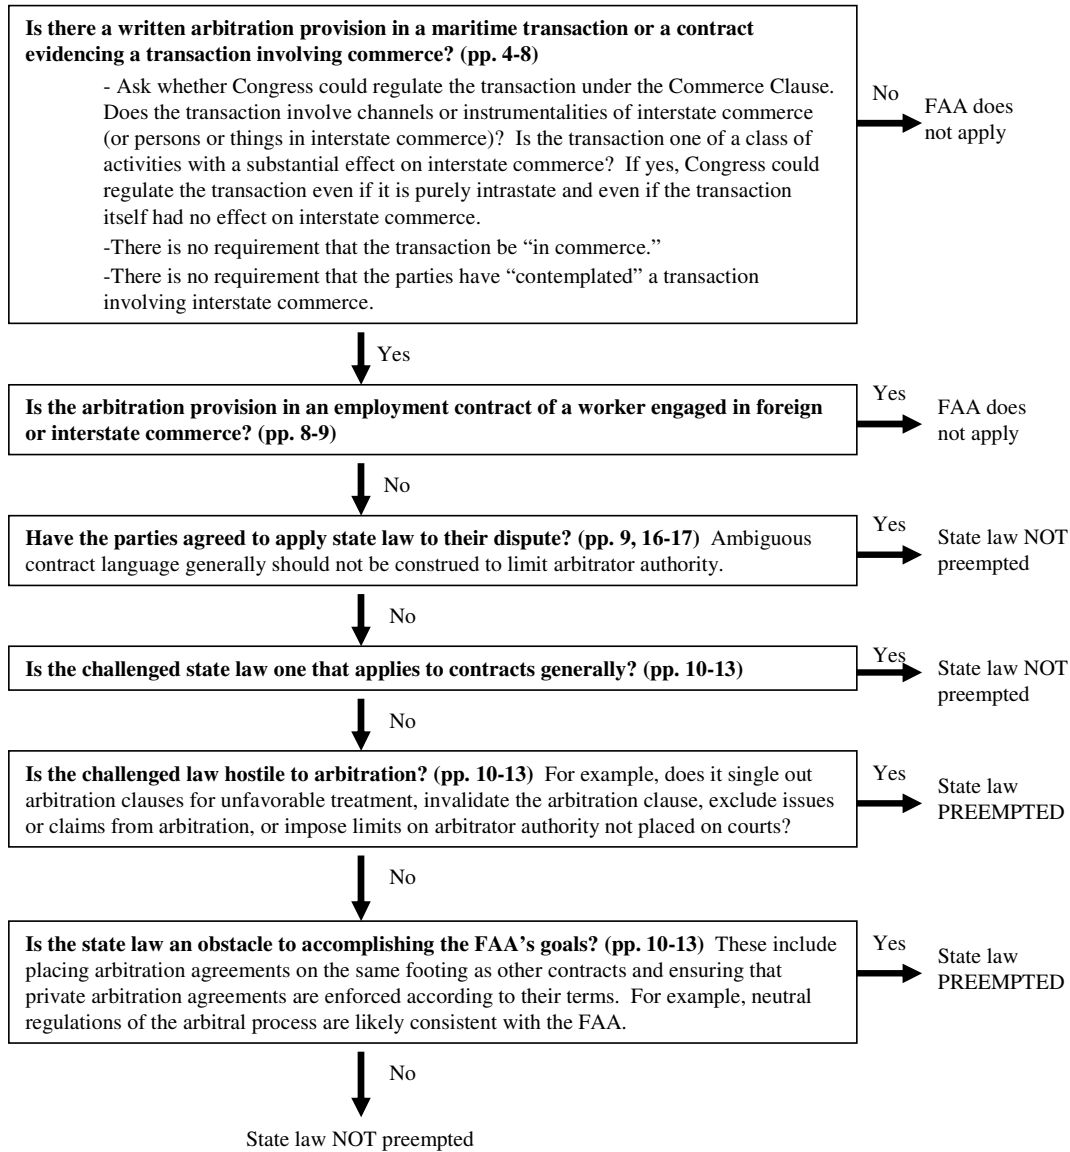 Is there a written arbitration provision in a maritime transaction or a contract
evidencing a transaction involving commerce? (pp. 4-8)
- Ask whether Congress could regulate the transaction under the Commerce Clause.
Does the transaction involve channels or instrumentalities of interstate commerce
(or persons or things in interstate commerce)?  Is the transaction one of a class of
activities with a substantial effect on interstate commerce?  If yes, Congress could
regulate the transaction even if it is purely intrastate and even if the transaction
itself had no effect on interstate commerce.
-There is no requirement that the transaction be “in commerce.”
-There is no requirement that the parties have “contemplated” a transaction
involving interstate commerce.
No
FAA does
not apply
Yes
Is the arbitration provision in an employment contract of a worker engaged in foreign
or interstate commerce? (pp. 8-9)
Yes
FAA does
not apply
No
Have the parties agreed to apply state law to their dispute? (pp. 9, 16-17)  Ambiguous
contract language generally should not be construed to limit arbitrator authority.
Yes
State law NOT
preempted
No
Is the challenged state law one that applies to contracts generally? (pp. 10-13)
Yes
State law NOT
preempted
No
Is the challenged law hostile to arbitration? (pp. 10-13)  For example, does it single out
arbitration clauses for unfavorable treatment, invalidate the arbitration clause, exclude issues
or claims from arbitration, or impose limits on arbitrator authority not placed on courts?
Yes
State law
PREEMPTED
No
Is the state law an obstacle to accomplishing the FAA’s goals? (pp. 10-13)  These include
placing arbitration agreements on the same footing as other contracts and ensuring that
private arbitration agreements are enforced according to their terms.  For example, neutral
regulations of the arbitral process are likely consistent with the FAA.
Yes
State law
PREEMPTED
No
State law NOT preempted